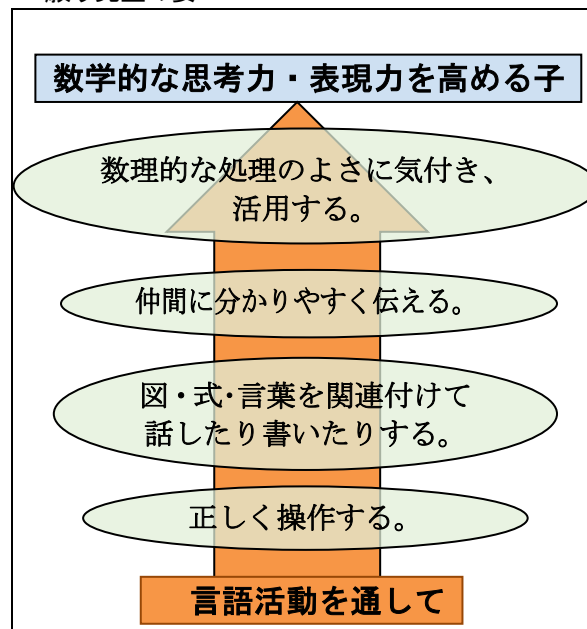 数学的な思考力・表現力を高める子
数理的な処理のよさに気付き、
活用する。
仲間に分かりやすく伝える。
図・式・言葉を関連付けて
話したり書いたりする。
正しく操作する。
言語活動を通して